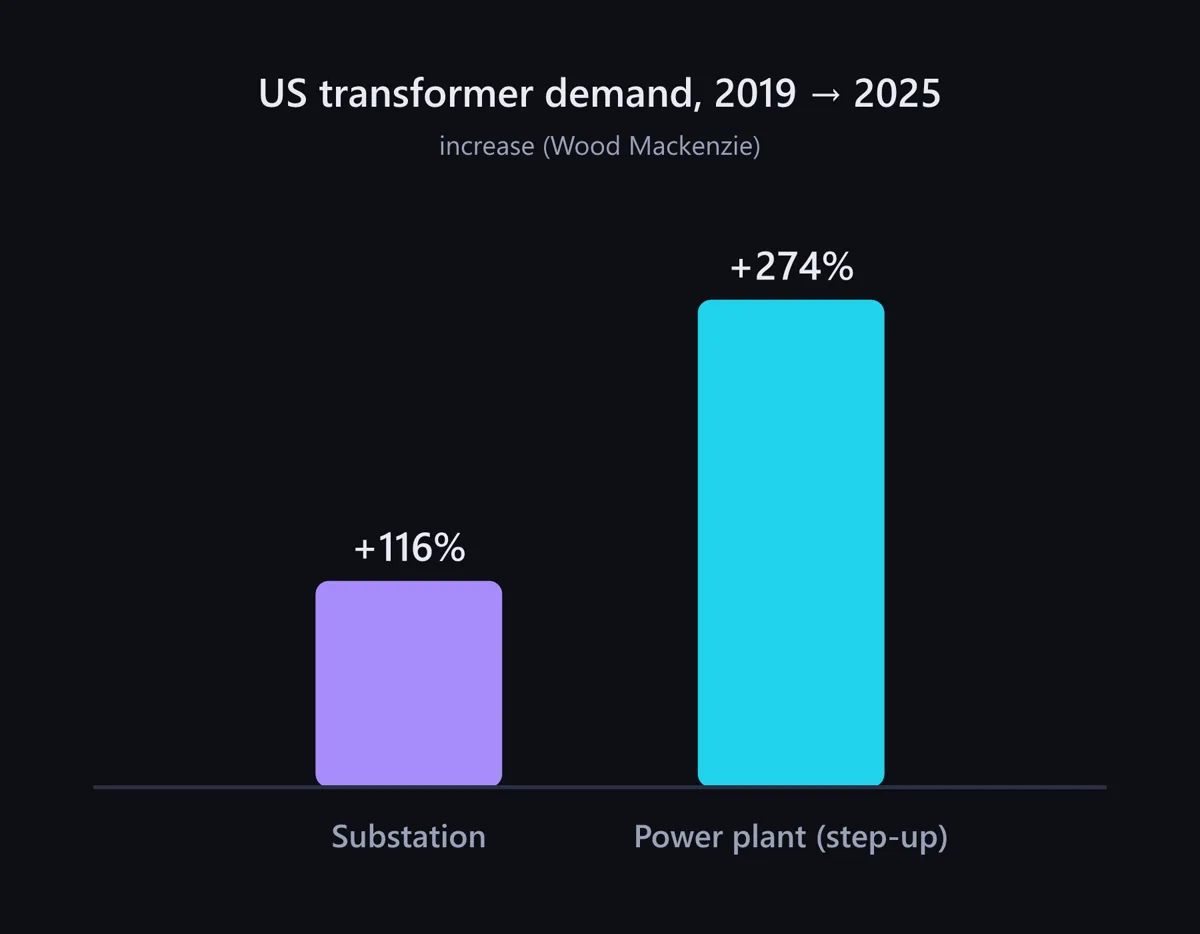 US transformer demand, 2019 → 2025
increase (Wood Mackenzie)
+274%
+116%
Substation
Power plant (step-up)